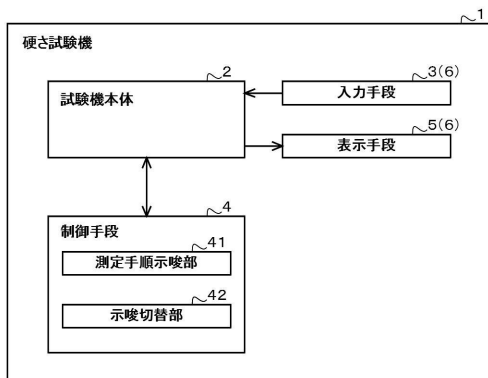 1
硬さ試験機
2
試験機本体
3(6)
入力手段
5(6)
表示手段
4
制御手段
41
測定手順示唆部
42
示唆切替部